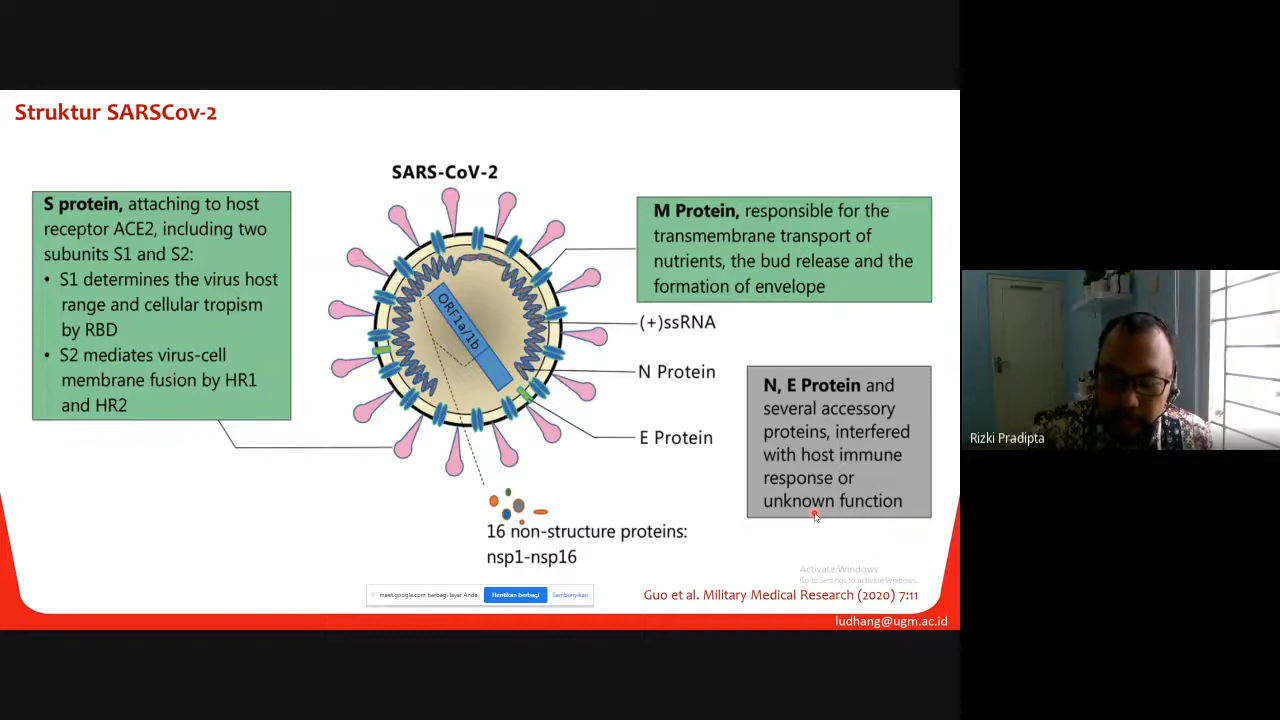 Struktur SARSCov-2
SARS-CoV-2
S protein, attaching to host
receptor ACE2, including two
subunits S1 and S2:
• S1 determines the virus host
range and cellular tropism
by RBD
• S2 mediates virus-cell
membrane fusion by HR1
and HR2
ORF1a/1b
M Protein, responsible for the
transmembrane transport of
nutrients, the bud release and the
formation of envelope
(+)ssRNA
N Protein
E Protein
N, E Protein and
several accessory
proteins, interfered
with host immune
response or
unknown function
16 non-structure proteins:
nsp1-nsp16
Rizki Pradipta
Activate Windows
Go to Settings to activate Windows.
meet.google.com berbagi layar Anda.
Hentikan berbagi
Sembunyikan
Guo et al. Military Medical Research (2020) 7:11
ludhang@ugm.ac.id